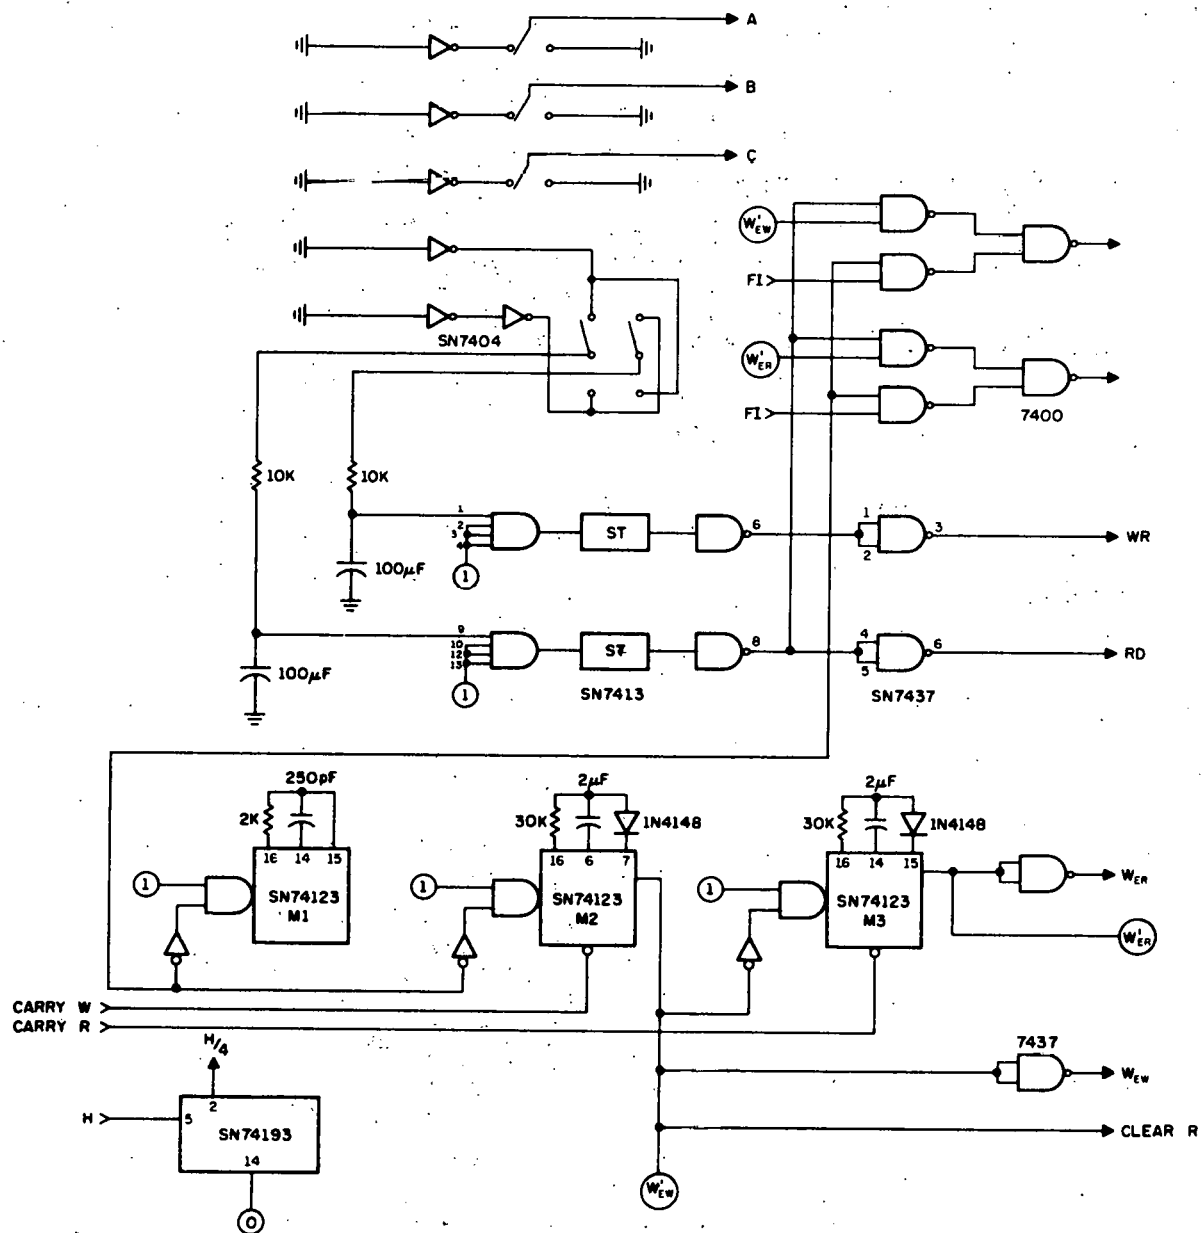 A
B
C
W'EW
FI
SN7404
W'ER
FI
7400
10K
10K
1
2
3
4
ST
6
1
2
3
WR
100µF
1
9
10
12
13
ST
8
4
5
6
RD
100µF
1
SN7413
SN7437
250pF
2µF
2µF
2K
30K
1N4148
30K
1N4148
16 14 15
16 6 7
16 14 15
1
SN74123
M1
1
SN74123
M2
1
SN74123
M3
WER
W'ER
CARRY W
CARRY R
H/4
7437
WEW
H
5
2
SN74193
14
CLEAR R
W'EW
0